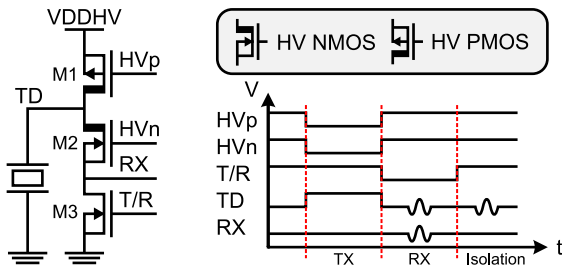 VDDHV
HVp
M1
TD
HVn
M2
RX
T/R
M3
HV NMOS
HV PMOS
V
HVp
HVn
T/R
TD
RX
t
TX
RX
Isolation